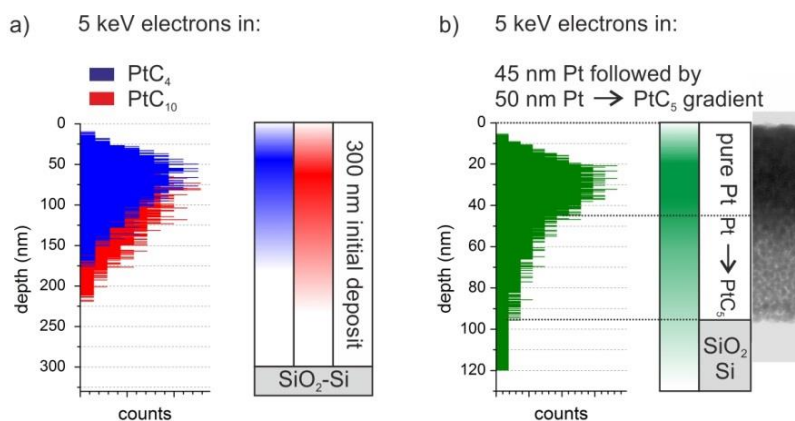 a)
5 keV electrons in:
PtC₄
PtC₁₀
0
50
100
150
200
250
300
depth (nm)
counts
300 nm initial deposit
SiO₂-Si
b)
5 keV electrons in:
45 nm Pt followed by
50 nm Pt → PtC₅ gradient
0
20
40
60
80
100
120
depth (nm)
counts
pure Pt
Pt → PtC₅
SiO₂
Si